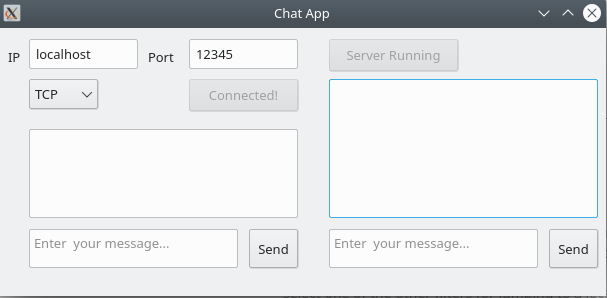 Chat App
IP localhost Port 12345 Server Running
TCP Connected!
Enter your message... Send Enter your message... Send